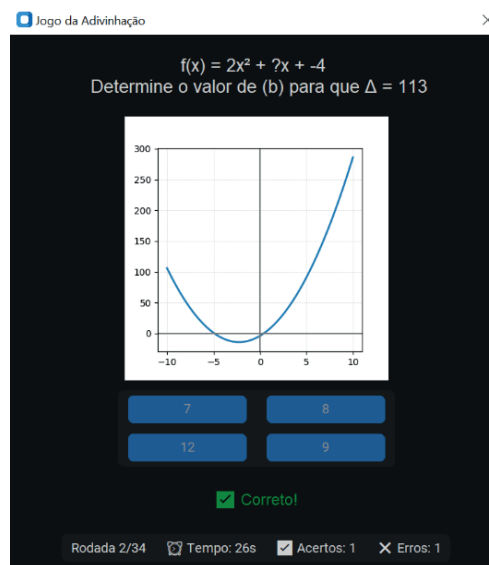 Jogo da Adivinhação
f(x) = 2x² + ?x + -4
Determine o valor de (b) para que Δ = 113
300
250
200
150
100
50
0
−10 −5 0 5 10
7 8
12 9
Correto!
Rodada 2/34 Tempo: 26s Acertos: 1 Erros: 1